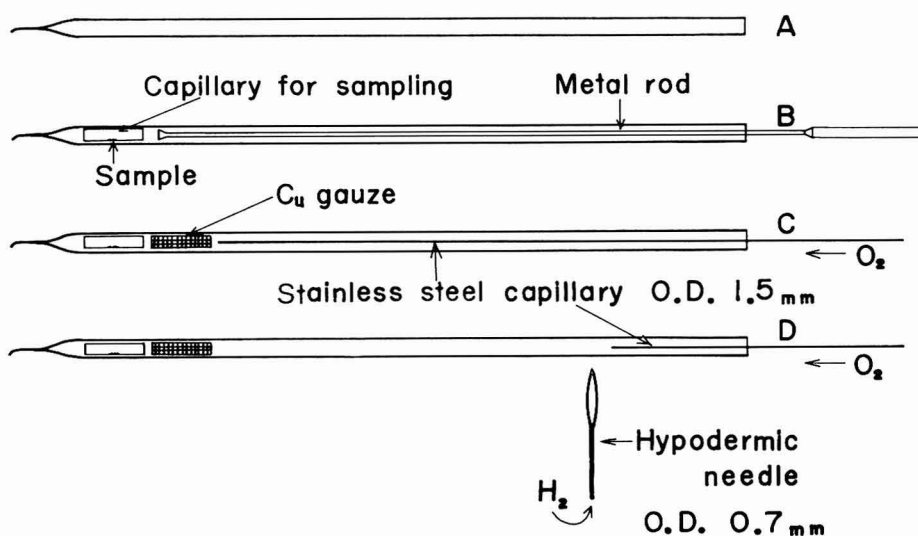 A
Capillary for sampling
Metal rod
B
Sample
Cu gauze
C
O₂
Stainless steel capillary O.D. 1.5 mm
D
O₂
Hypodermic
needle
H₂
O.D. 0.7 mm